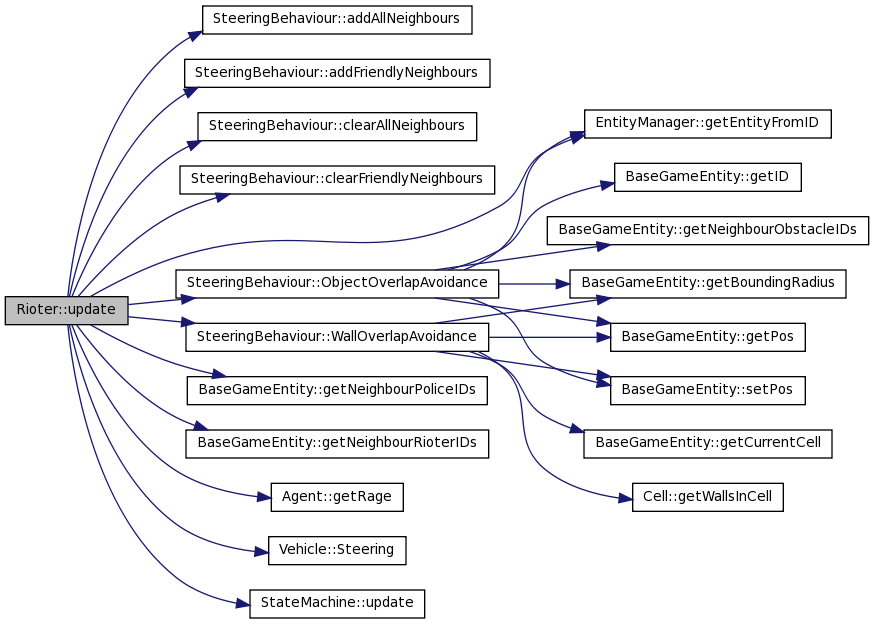 Rioter::update
SteeringBehaviour::addAllNeighbours
SteeringBehaviour::addFriendlyNeighbours
SteeringBehaviour::clearAllNeighbours
SteeringBehaviour::clearFriendlyNeighbours
SteeringBehaviour::ObjectOverlapAvoidance
SteeringBehaviour::WallOverlapAvoidance
BaseGameEntity::getNeighbourPoliceIDs
BaseGameEntity::getNeighbourRioterIDs
Agent::getRage
Vehicle::Steering
StateMachine::update
EntityManager::getEntityFromID
BaseGameEntity::getID
BaseGameEntity::getNeighbourObstacleIDs
BaseGameEntity::getBoundingRadius
BaseGameEntity::getPos
BaseGameEntity::setPos
BaseGameEntity::getCurrentCell
Cell::getWallsInCell